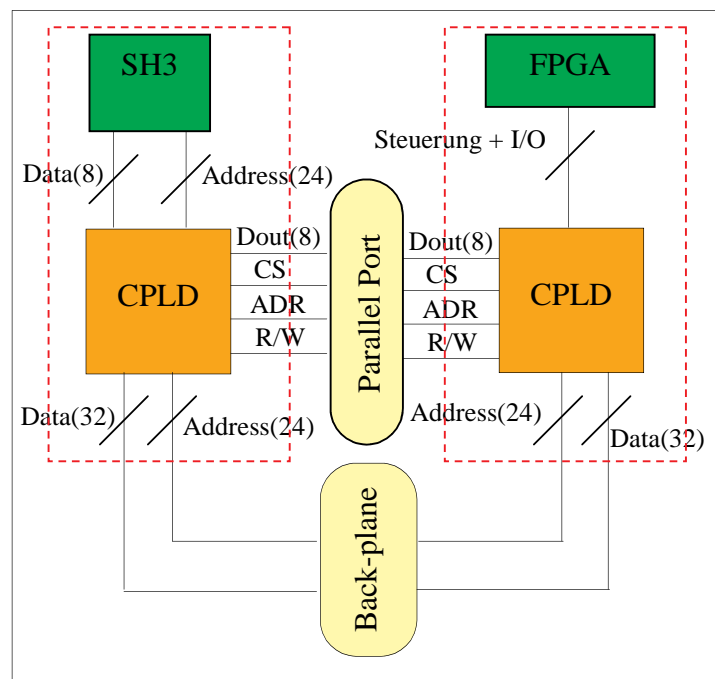 SH3
FPGA
Steuerung + I/O
Data(8)
Address(24)
Dout(8)
CS
ADR
R/W
Parallel Port
Dout(8)
CS
ADR
R/W
CPLD
CPLD
Data(32)
Address(24)
Address(24)
Data(32)
Back-plane